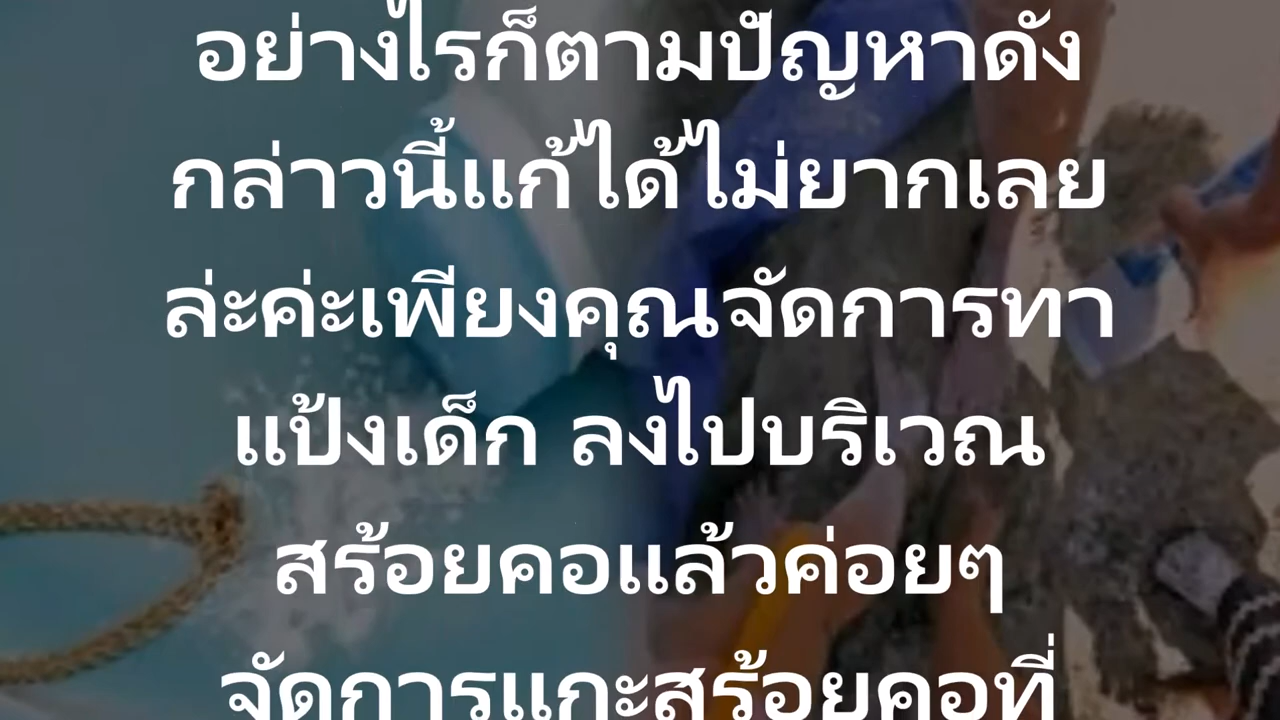 อย่างไรก็ตามปัญหาดัง
กล่าวนี้แก้ได้ไม่ยากเลย
ล่ะค่ะเพียงคุณจัดการทา
แป้งเด็ก ลงไปบริเวณ
สร้อยคอแล้วค่อยๆ
จัดการแกะสร้อยคอที่